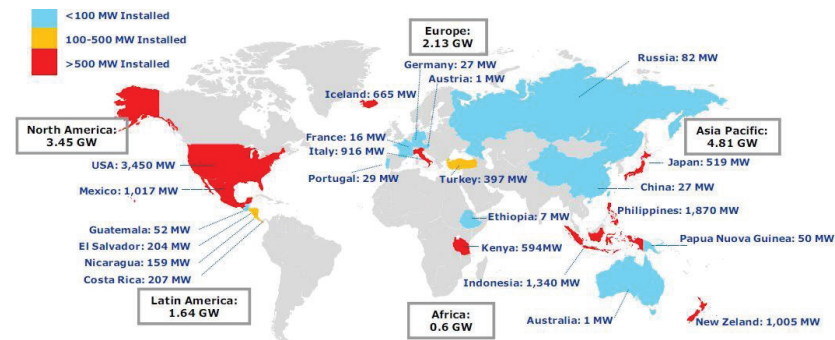 <100 MW Installed
100-500 MW Installed
>500 MW Installed
Europe:
2.13 GW
Germany: 27 MW
Austria: 1 MW
Russia: 82 MW
Iceland: 665 MW
North America:
3.45 GW
France: 16 MW
Italy: 916 MW
Portugal: 29 MW
Turkey: 397 MW
Asia Pacific:
4.81 GW
Japan: 519 MW
China: 27 MW
Philippines: 1,870 MW
USA: 3,450 MW
Mexico: 1,017 MW
Guatemala: 52 MW
El Salvador: 204 MW
Nicaragua: 159 MW
Costa Rica: 207 MW
Ethiopia: 7 MW
Kenya: 594MW
Papua Nuova Guinea: 50 MW
Indonesia: 1,340 MW
Latin America:
1.64 GW
Africa:
0.6 GW
Australia: 1 MW
New Zeland: 1,005 MW